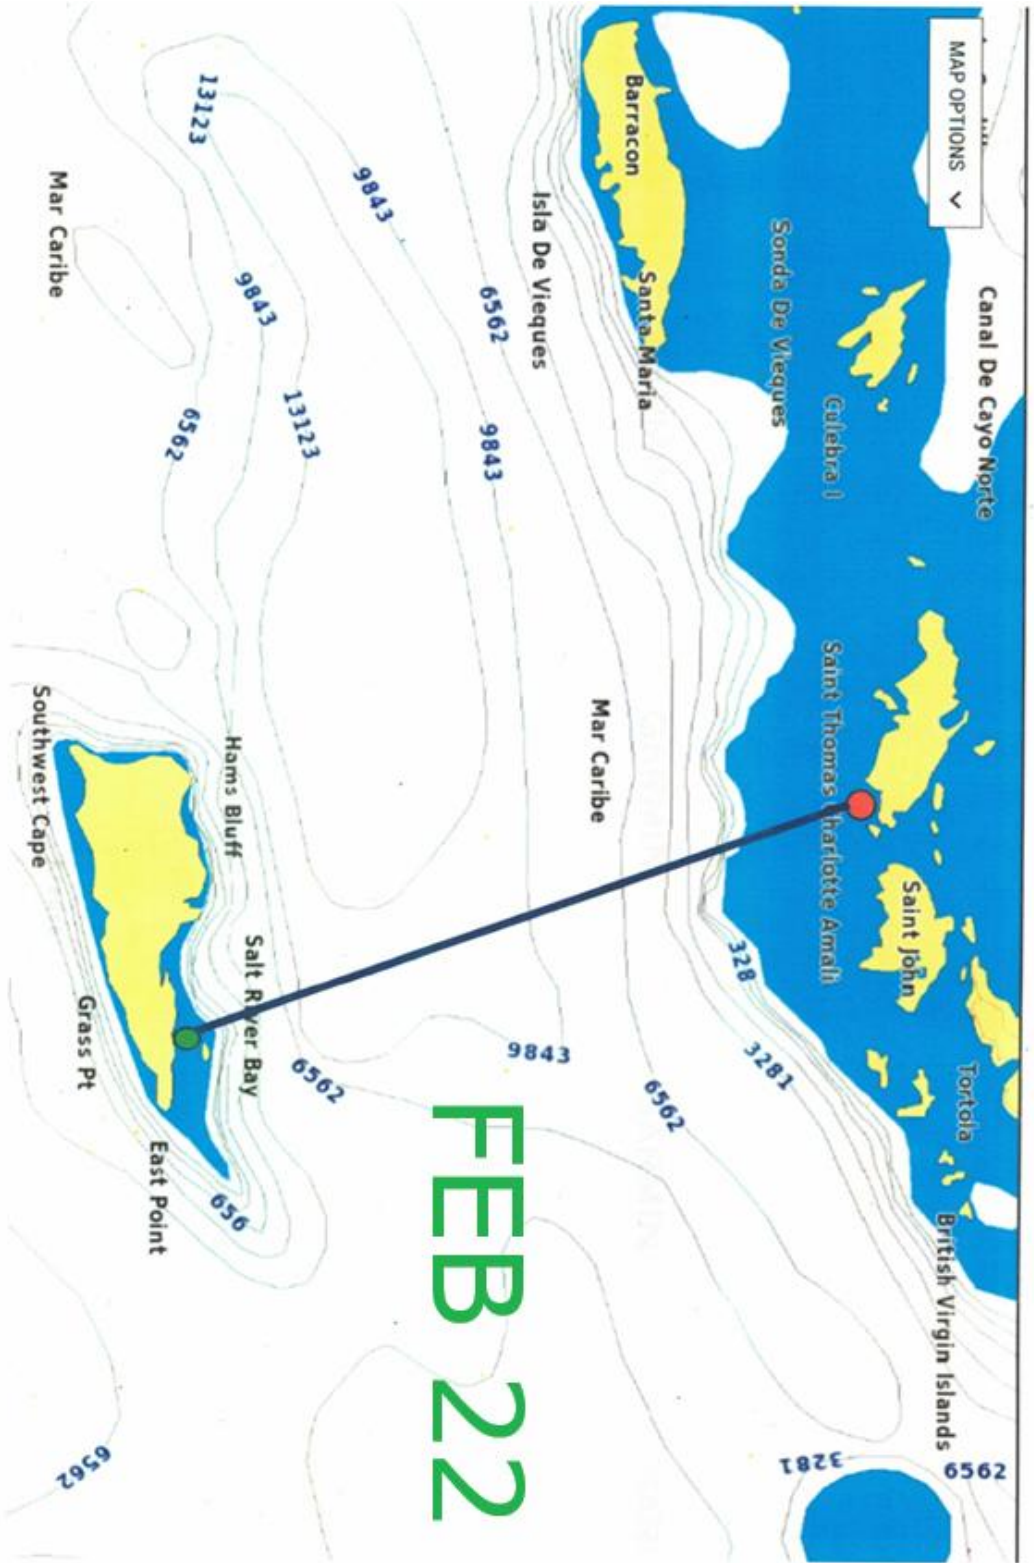 MAP OPTIONS
Canal De Cayo Norte
British Virgin Islands
6562
Tortola
Saint John
Culebra I
Saint Thomas Charlotte Amali
3281
Sonda De Vieques
328
3281
Barracon
Santa Maria
6562
Mar Caribe
Isla De Vieques
6562
9843
9843
9843
FEB 22
13123
6562
9843
Hams Bluff
Salt River Bay
13123
656
6562
East Point
Mar Caribe
Grass Pt
Southwest Cape
6562